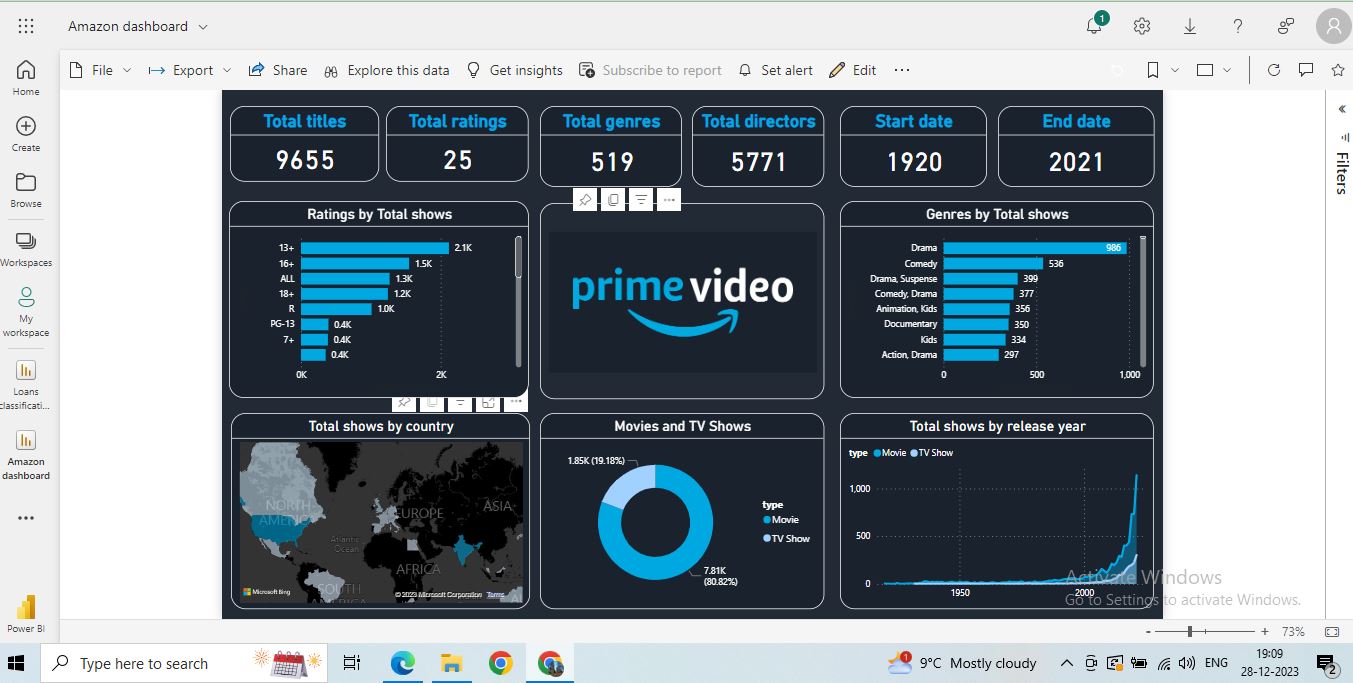 Amazon dashboard
1
Home
Create
Browse
Workspaces
My
workspace
Loans
classificati...
Amazon
dashboard
Power BI
File
Export
Share
Explore this data
Get insights
Subscribe to report
Set alert
Edit
Filters
Total titles
9655
Total ratings
25
Total genres
519
Total directors
5771
Start date
1920
End date
2021
Ratings by Total shows
13+ 2.1K
16+ 1.5K
ALL 1.3K
18+ 1.2K
R 1.0K
PG-13 0.4K
7+ 0.4K
0.4K
0K 2K
prime video
Genres by Total shows
Drama 986
Comedy 536
Drama, Suspense 399
Comedy, Drama 377
Animation, Kids 356
Documentary 350
Kids 334
Action, Drama 297
0 500 1,000
Total shows by country
NORTH
AMERIC
EUROPE
ASIA
Atlantic
Ocean
AFRICA
SOUTH
AMERICA
Microsoft Bing
© 2023 Microsoft Corporation Terms
Movies and TV Shows
1.85K (19.18%)
7.81K
(80.82%)
type
Movie
TV Show
Total shows by release year
type Movie TV Show
1,000
500
0
1950 2000
Activate Windows
Go to Settings to activate Windows.
- + 73%
Type here to search
1
9°C Mostly cloudy
ENG
19:09
28-12-2023
2